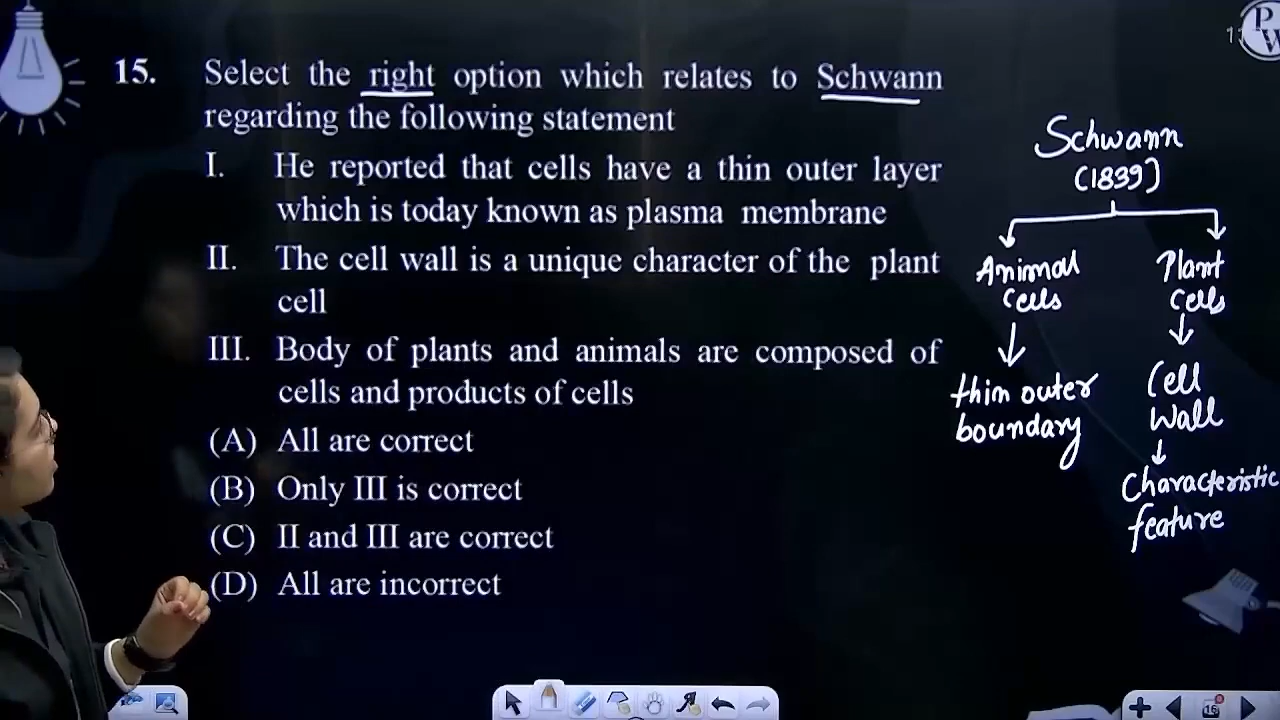 15. Select the right option which relates to Schwann
regarding the following statement
I. He reported that cells have a thin outer layer
which is today known as plasma membrane
II. The cell wall is a unique character of the plant
cell
III. Body of plants and animals are composed of
cells and products of cells
(A) All are correct
(B) Only III is correct
(C) II and III are correct
(D) All are incorrect
Schwann
(1839)
Animal
Cells
thin outer
boundary
Plant
Cells
Cell
Wall
Characteristic
feature
P
W
16